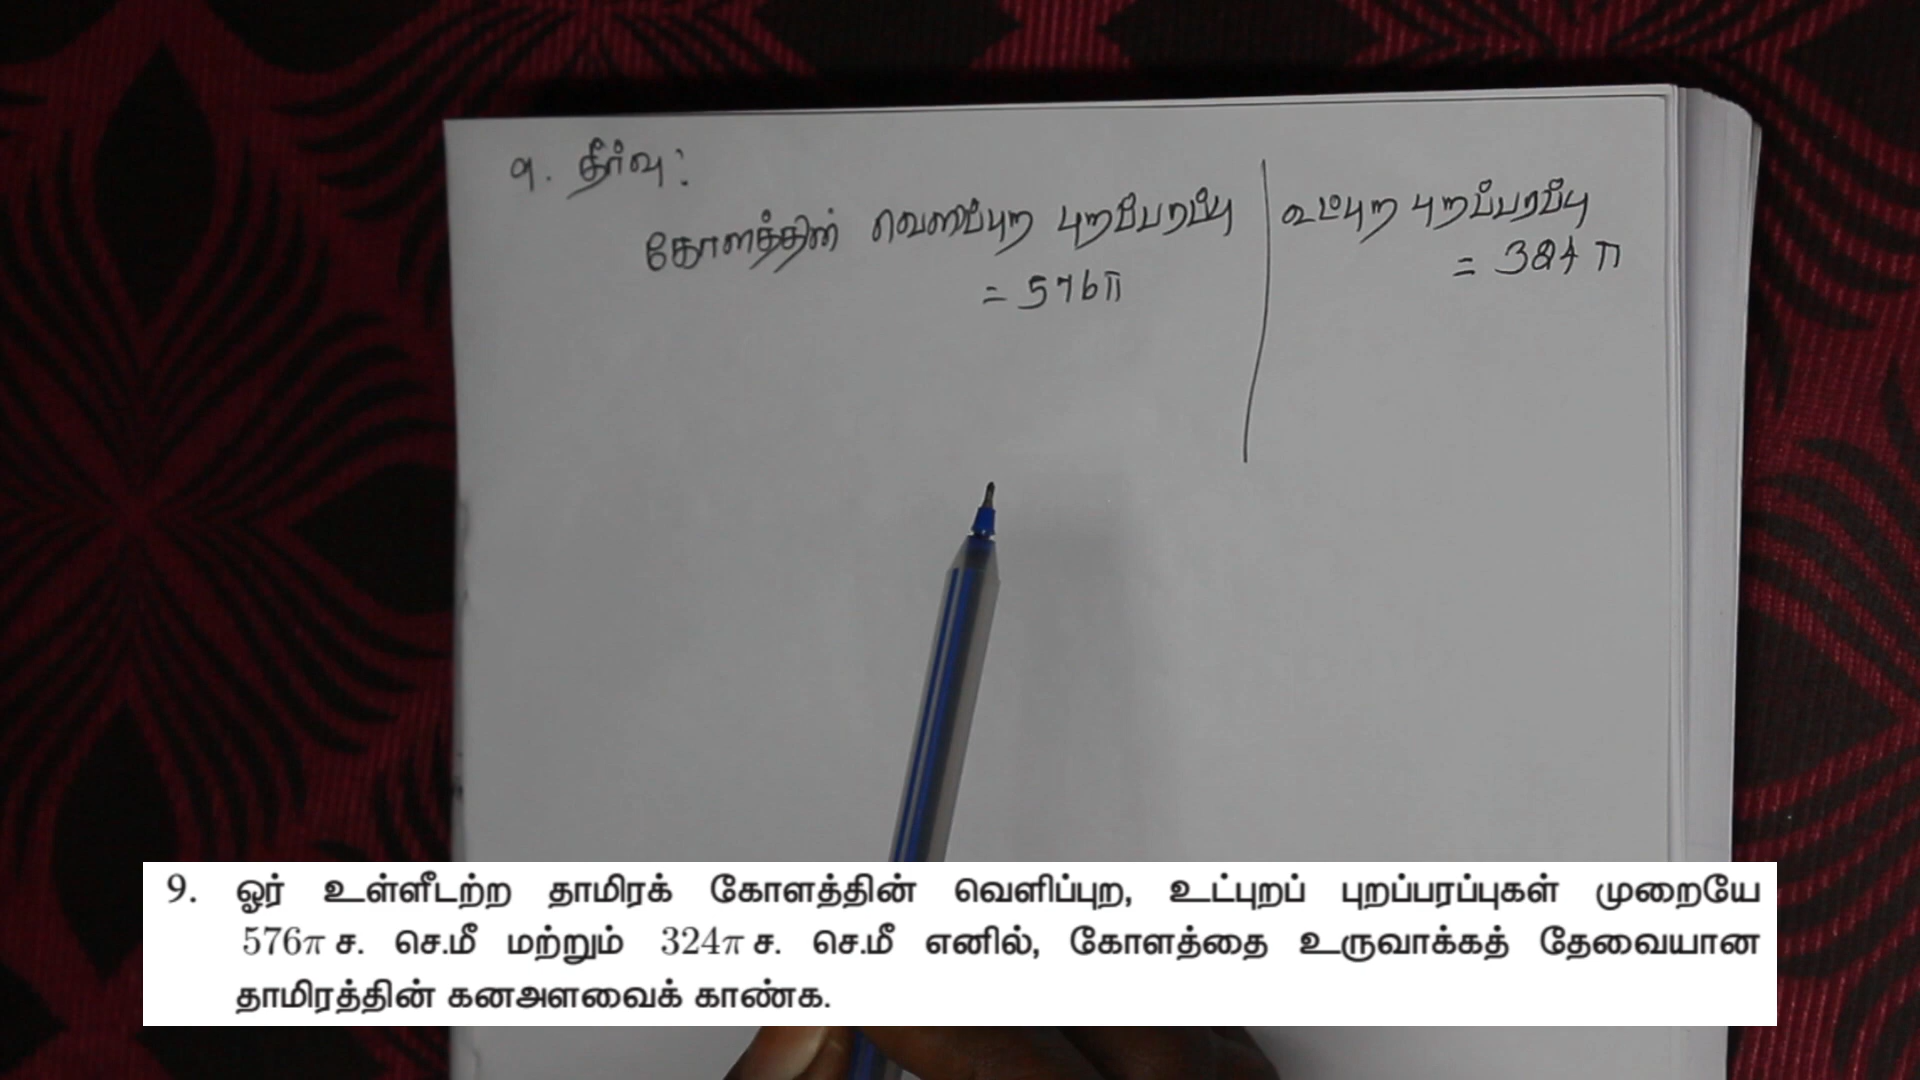 9. தீர்வு :
கோளத்தின் வெளிப்புற புறப்பரப்பு
= 576π
உட்புற புறப்பரப்பு
= 324 π
9. ஓர் உள்ளீடற்ற தாமிரக் கோளத்தின் வெளிப்புற, உட்புறப் புறப்பரப்புகள் முறையே
576π ச. செ.மீ மற்றும் 324π ச. செ.மீ எனில், கோளத்தை உருவாக்கத் தேவையான
தாமிரத்தின் கனஅளவைக் காண்க.